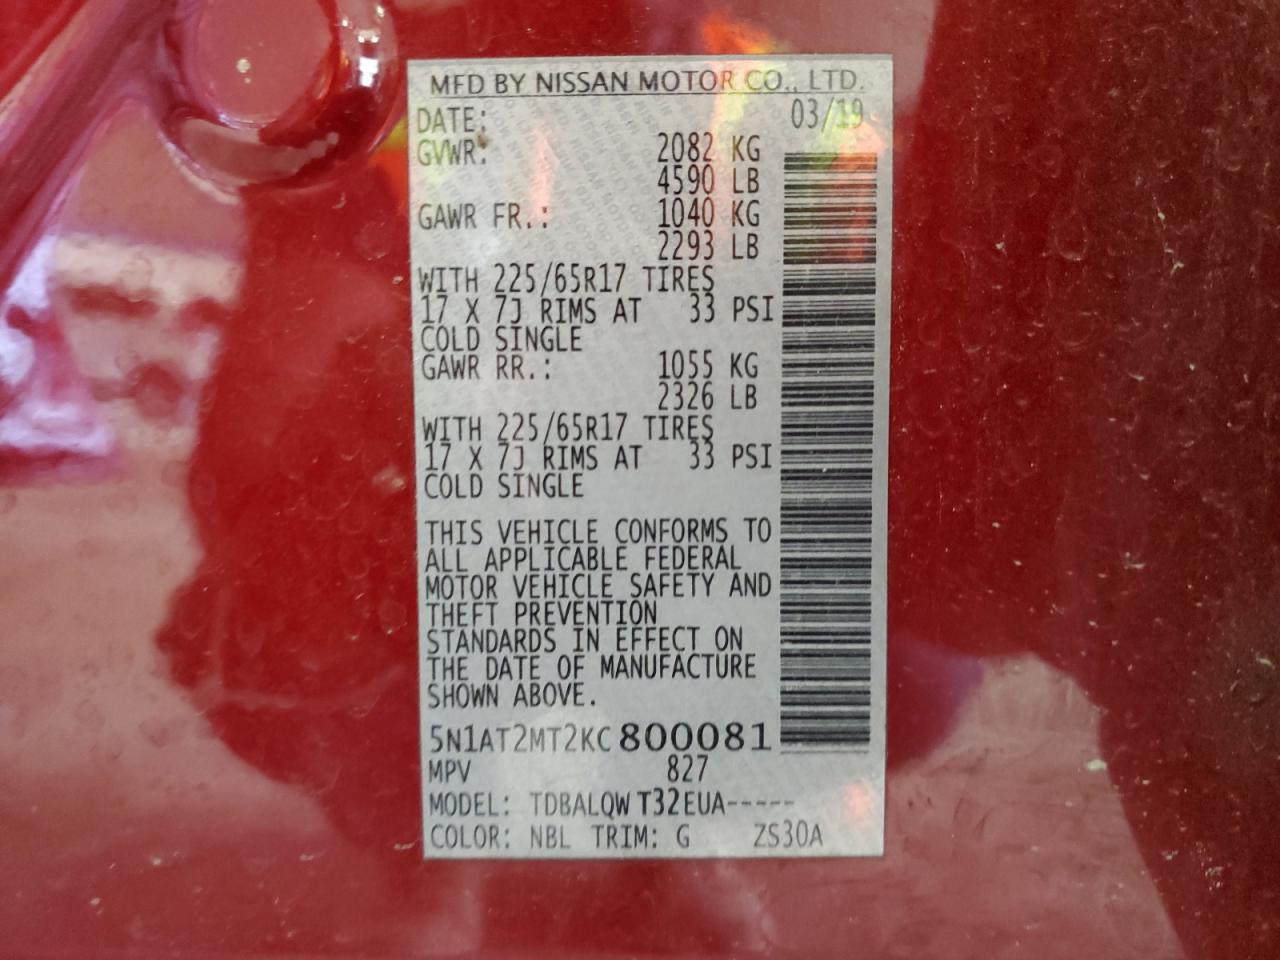 MFD BY NISSAN MOTOR CO., LTD.
DATE: 03/19
GVWR: 2082 KG
4590 LB
GAWR FR.: 1040 KG
2293 LB
WITH 225/65R17 TIRES
17 X 7J RIMS AT 33 PSI
COLD SINGLE
GAWR RR.: 1055 KG
2326 LB
WITH 225/65R17 TIRES
17 X 7J RIMS AT 33 PSI
COLD SINGLE
THIS VEHICLE CONFORMS TO
ALL APPLICABLE FEDERAL
MOTOR VEHICLE SAFETY AND
THEFT PREVENTION
STANDARDS IN EFFECT ON
THE DATE OF MANUFACTURE
SHOWN ABOVE.
5N1AT2MT2KC800081
MPV 827
MODEL: TDBALQW T32EUA-----
COLOR: NBL TRIM: G ZS30A